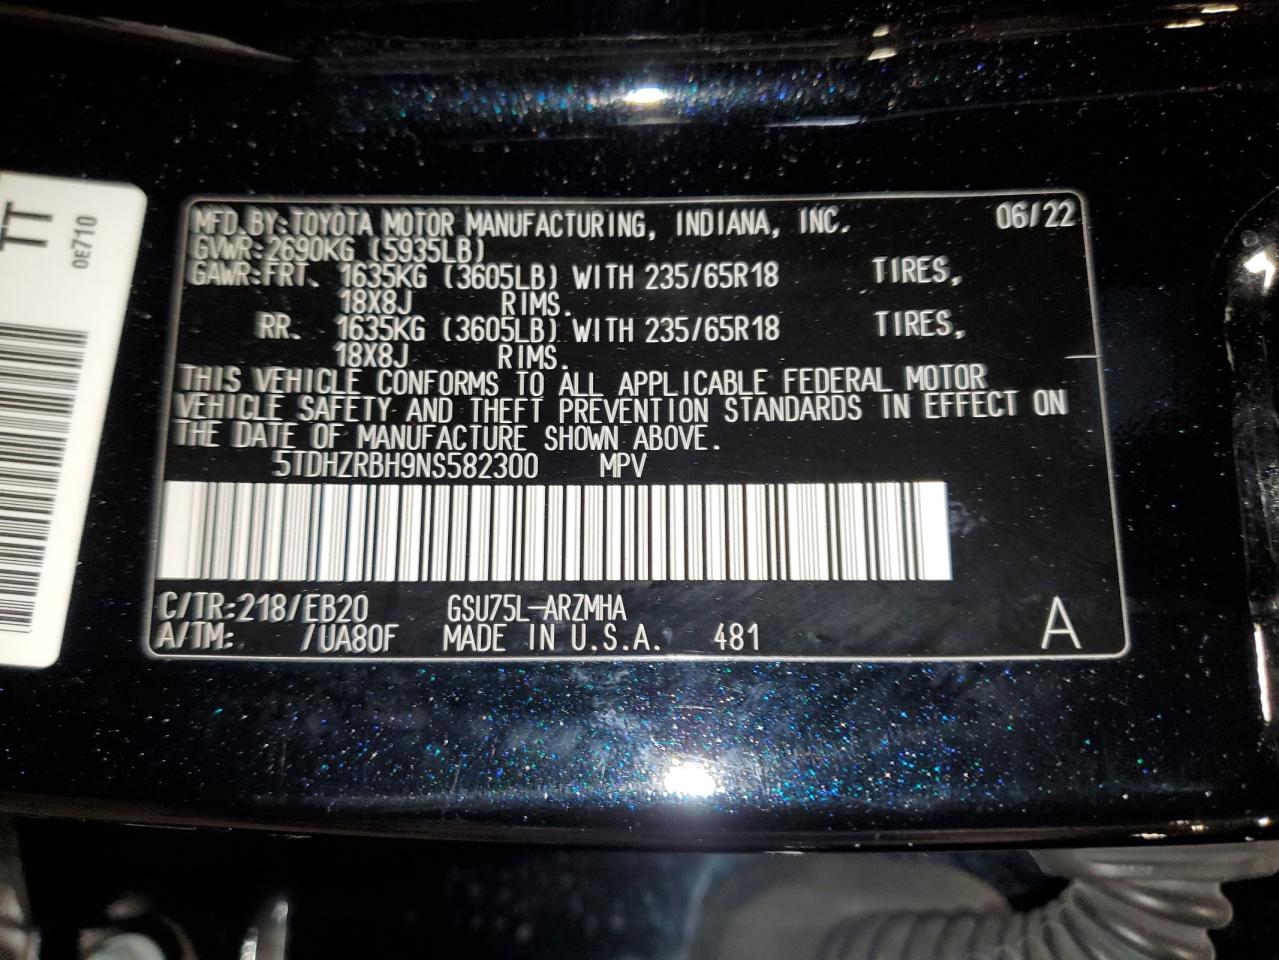 TT
0E710
MFD.BY:TOYOTA MOTOR MANUFACTURING, INDIANA, INC. 06/22
GVWR:2690KG (5935LB)
GAWR:FRT. 1635KG (3605LB) WITH 235/65R18 TIRES,
18X8J RIMS.
RR. 1635KG (3605LB) WITH 235/65R18 TIRES,
18X8J RIMS.
THIS VEHICLE CONFORMS TO ALL APPLICABLE FEDERAL MOTOR
VEHICLE SAFETY AND THEFT PREVENTION STANDARDS IN EFFECT ON
THE DATE OF MANUFACTURE SHOWN ABOVE.
5TDHZRBH9NS582300 MPV
C/TR:218/EB20 GSU75L-ARZMHA
A/TM: /UA80F MADE IN U.S.A. 481 A